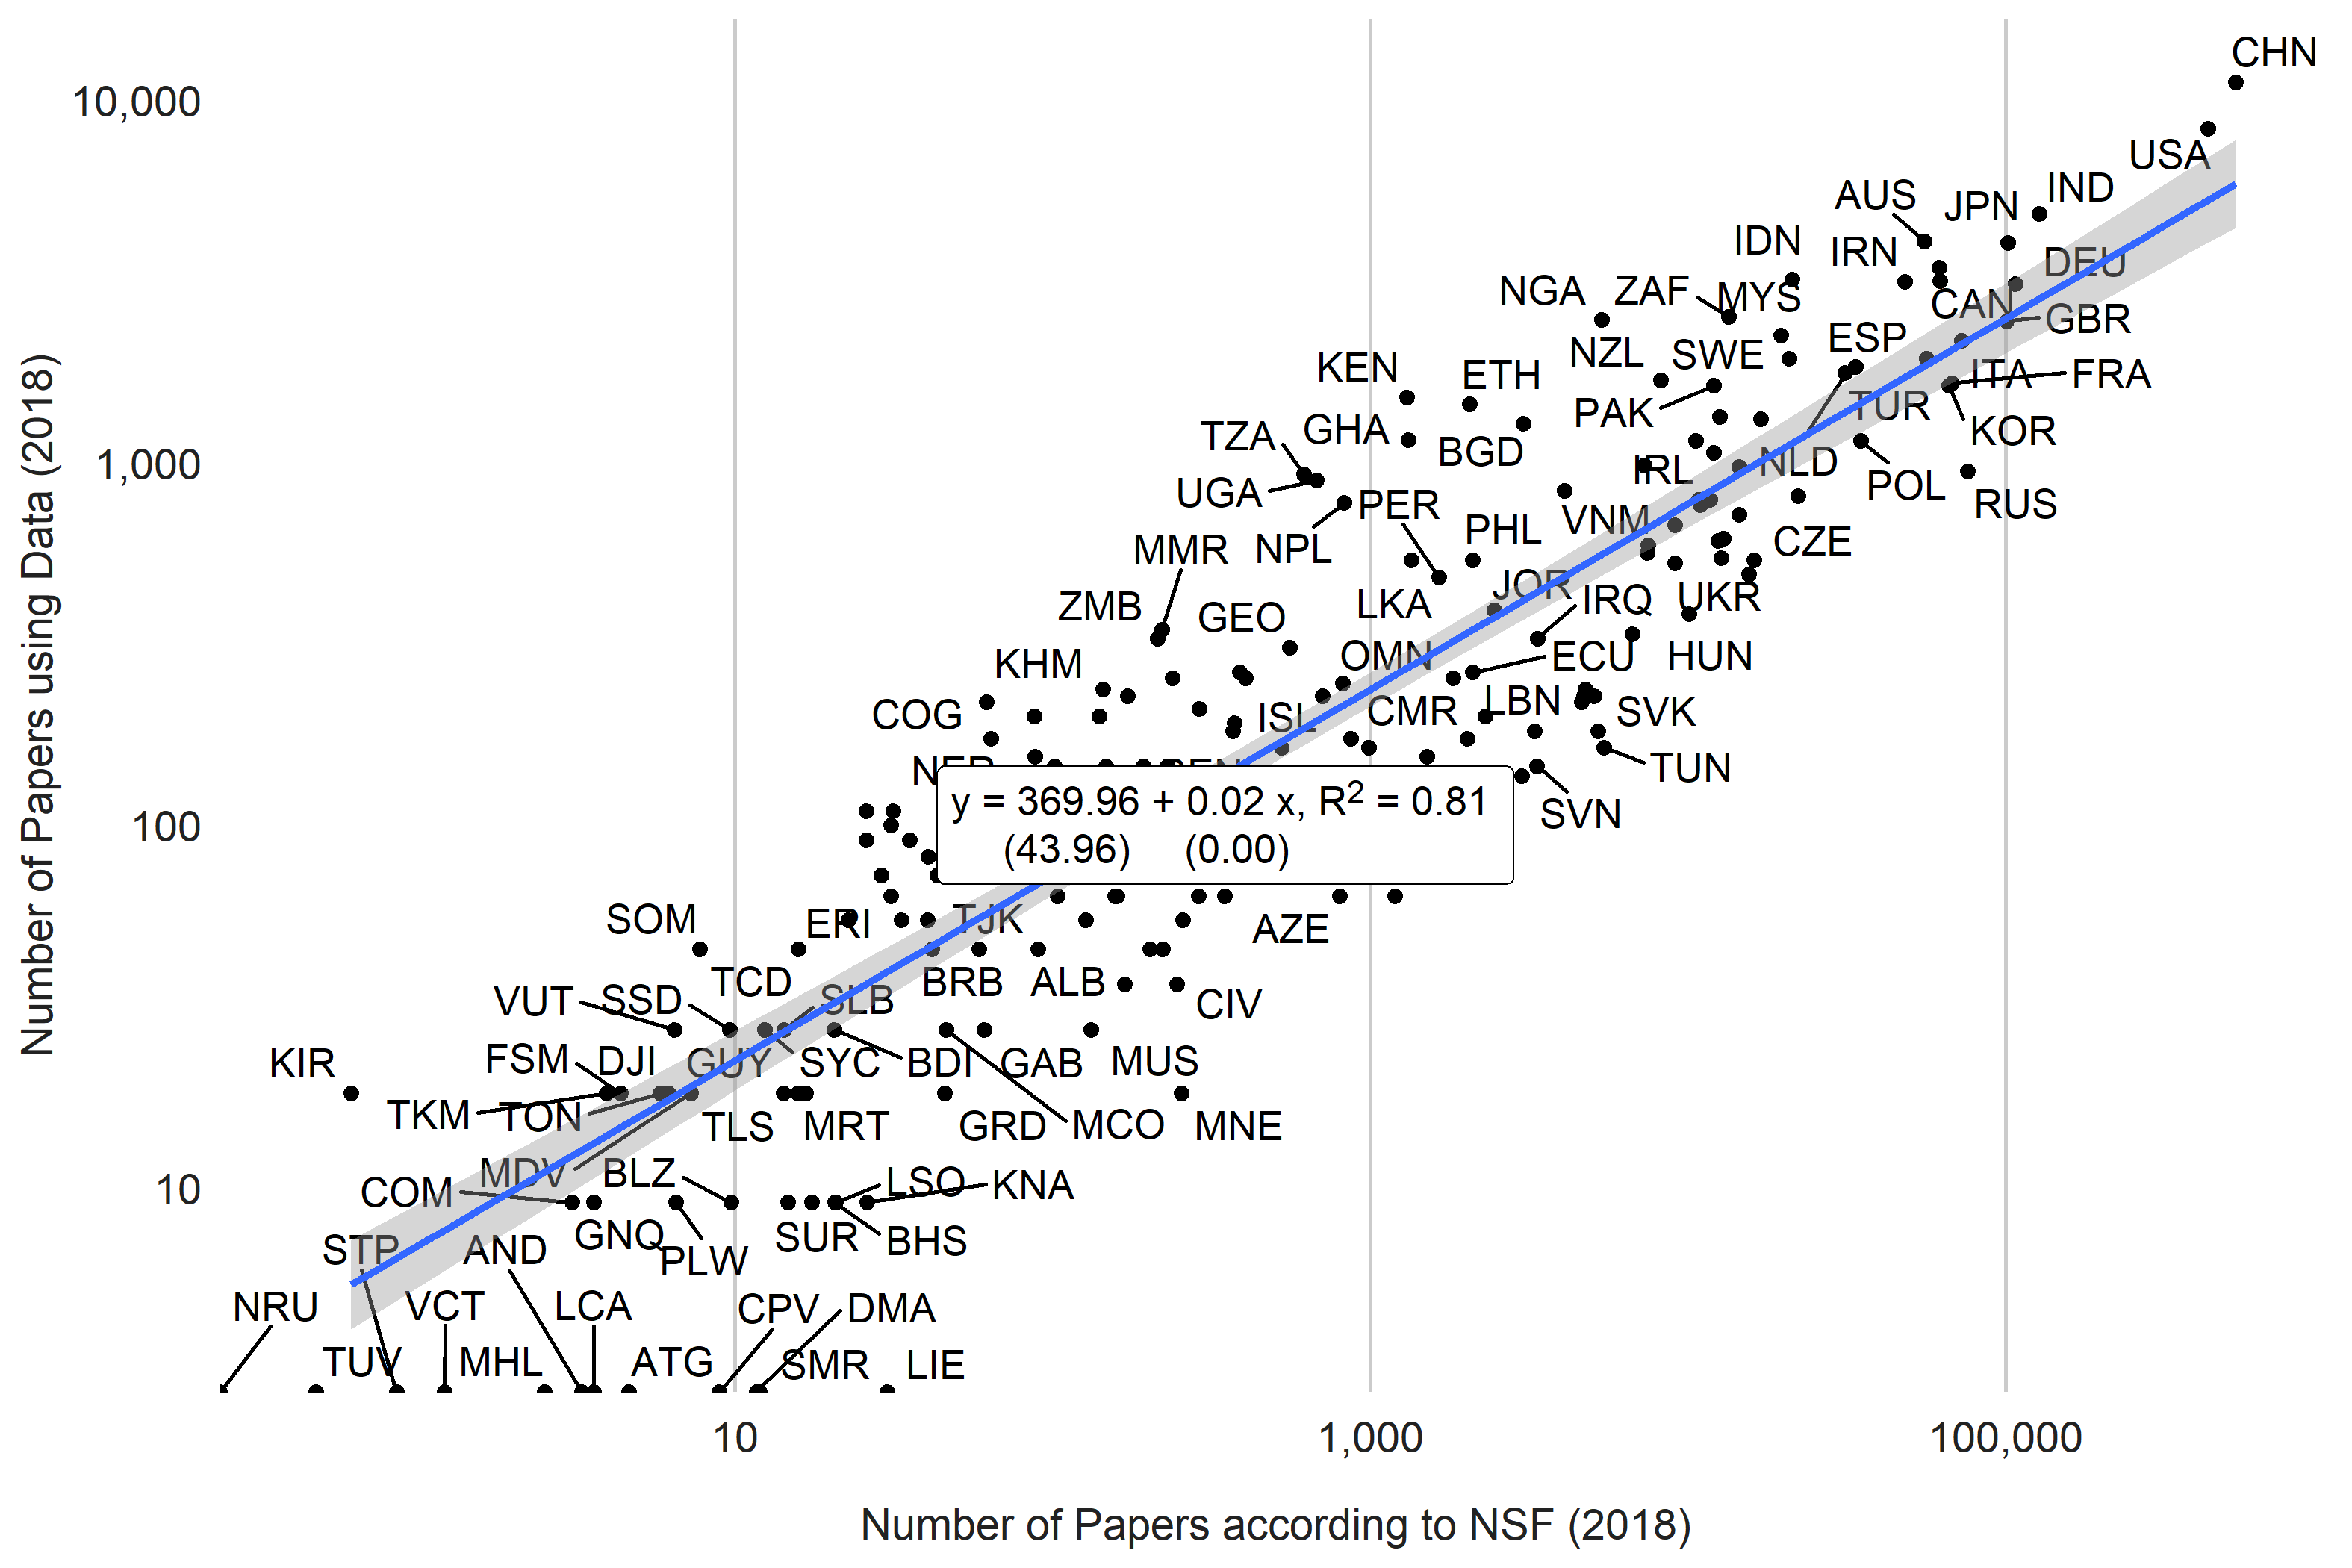 CHN
10,000
USA
AUS
JPN
IND
IDN
IRN
DEU
NGA
ZAF
MYS
CAN
GBR
NZL
SWE
ESP
KEN
ETH
ITA
FRA
PAK
TUR
TZA
GHA
BGD
KOR
1,000
IRL
NLD
UGA
PER
POL
RUS
MMR
NPL
PHL
VNM
CZE
ZMB
GEO
LKA
JOR
IRQ
UKR
KHM
OMN
ECU
HUN
COG
ISL
CMR
LBN
SVK
TUN
y = 369.96 + 0.02 x, R2 = 0.81
(43.96) (0.00)
SVN
100
SOM
ERI
TJK
AZE
TCD
BRB
ALB
VUT
SSD
SLB
CIV
KIR
FSM
DJI
GUY
SYC
BDI
GAB
MUS
TKM
TON
TLS
MRT
GRD
MCO
MNE
10
COM
MDV
BLZ
LSO
KNA
GNQ
PLW
SUR
BHS
STP
AND
NRU
VCT
LCA
CPV
DMA
TUV
MHL
ATG
SMR
LIE
10
1,000
100,000
Number of Papers according to NSF (2018)
Number of Papers using Data (2018)